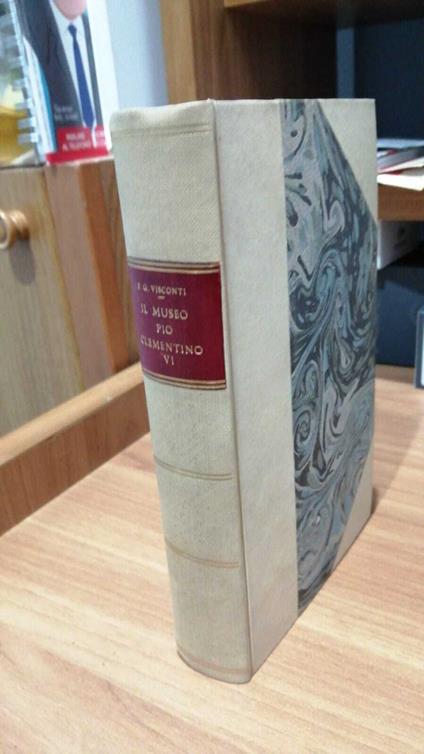 E. Q. VISCONTI
IL MUSEO
PIO
CLEMENTINO
VI